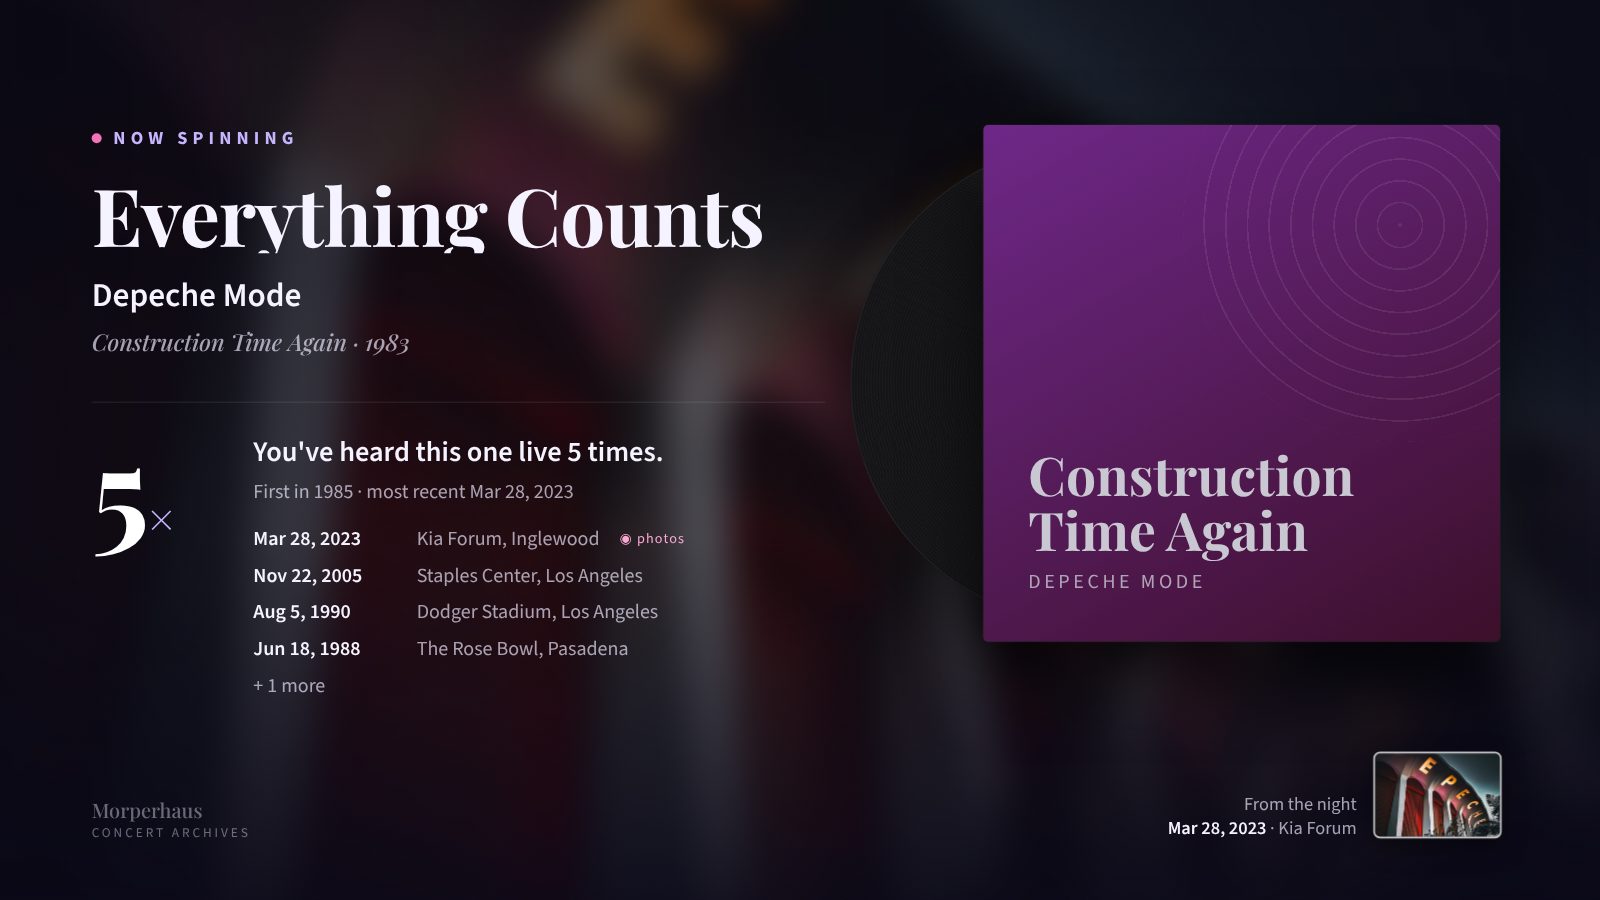 NOW SPINNING
Everything Counts
Depeche Mode
Construction Time Again · 1983
5×
You've heard this one live 5 times.
First in 1985 · most recent Mar 28, 2023
Mar 28, 2023 Kia Forum, Inglewood ◉ photos
Nov 22, 2005 Staples Center, Los Angeles
Aug 5, 1990 Dodger Stadium, Los Angeles
Jun 18, 1988 The Rose Bowl, Pasadena
+ 1 more
Construction
Time Again
DEPECHE MODE
Morperhaus
CONCERT ARCHIVES
From the night
Mar 28, 2023 · Kia Forum
EPECH